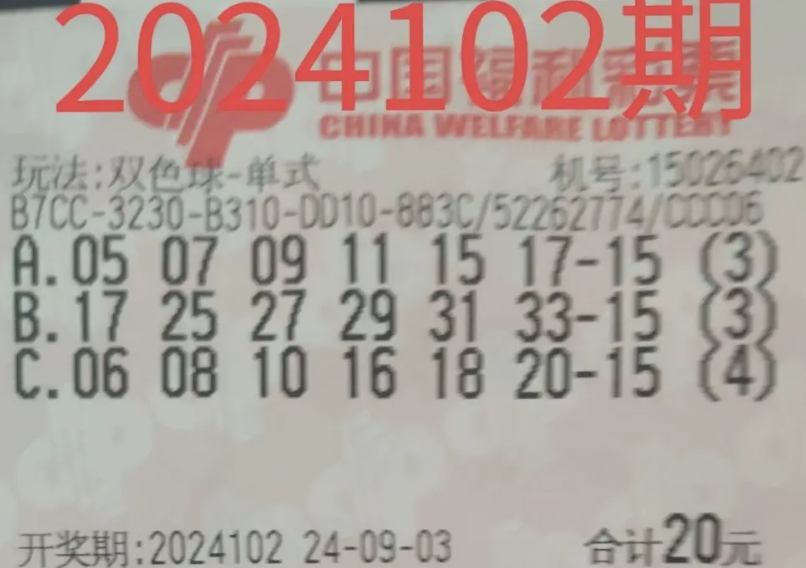 2024102期
中国福利彩票
CHINA WELFARE LOTTERY
玩法:双色球-单式 机号:15026402
B7CC-3230-B310-DD10-883C/52262774/CCCC06
A.05 07 09 11 15 17-15 (3)
B.17 25 27 29 31 33-15 (3)
C.06 08 10 16 18 20-15 (4)
开奖期:2024102 24-09-03 合计20元